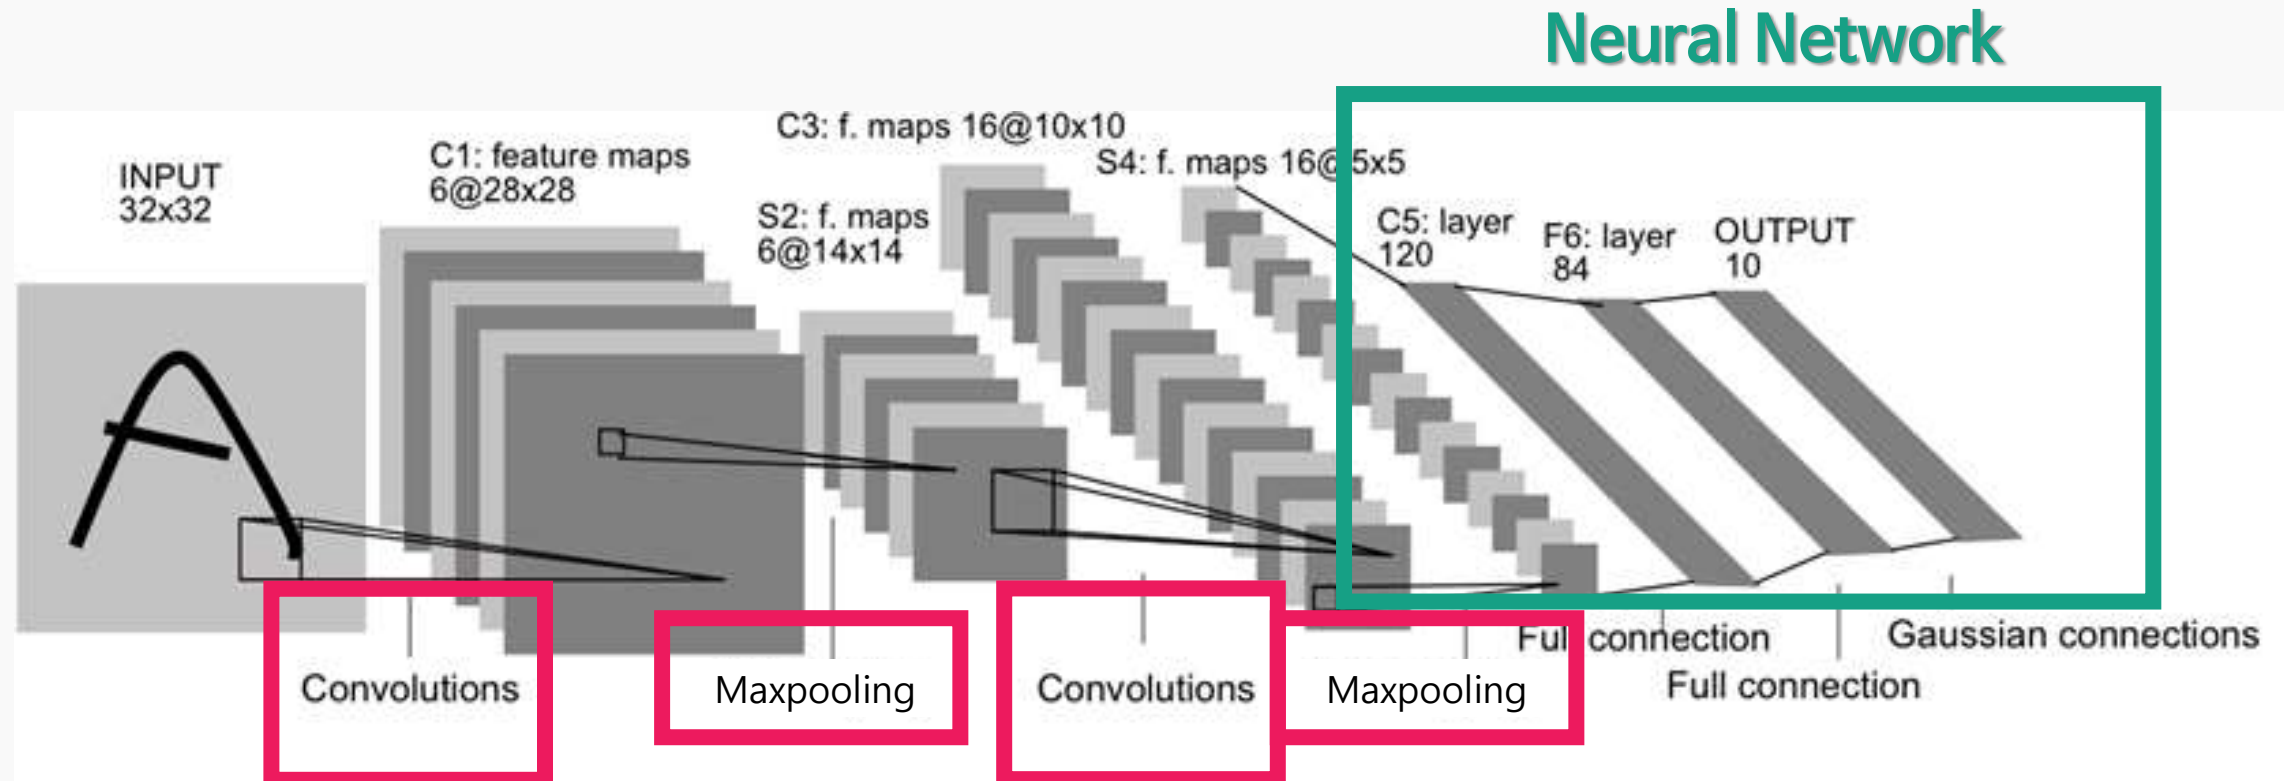 Neural Network
INPUT
32x32
C1: feature maps
6@28x28
S2: f. maps
6@14x14
C3: f. maps 16@10x10
S4: f. maps 16@5x5
C5: layer
120
F6: layer
84
OUTPUT
10
Convolutions
Maxpooling
Convolutions
Maxpooling
Full connection
Full connection
Gaussian connections